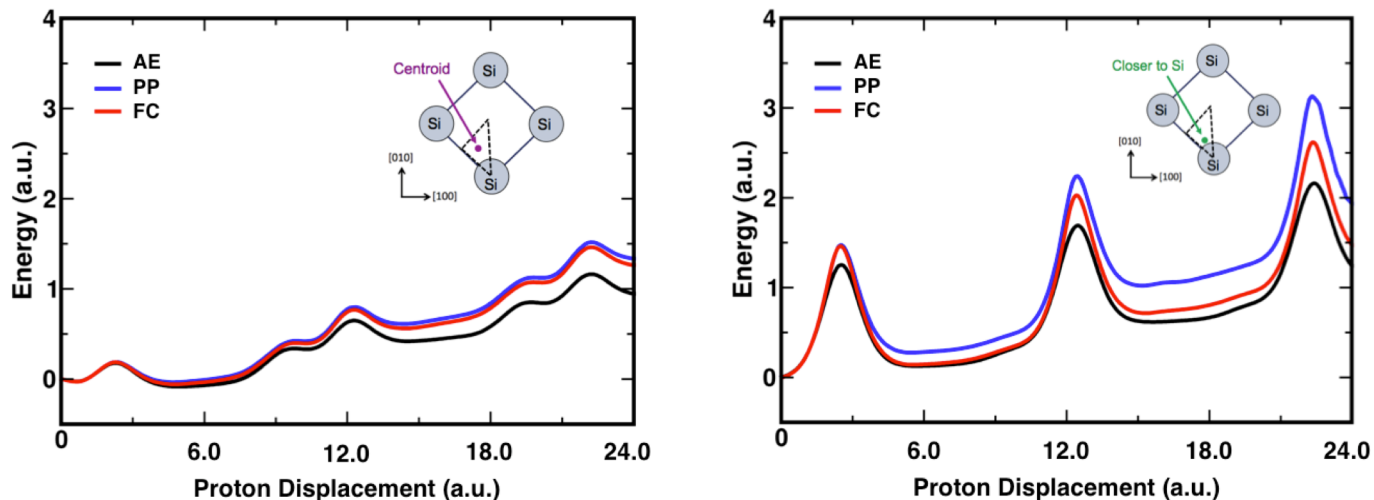 4
3
2
1
0
Energy (a.u.)
AE
PP
FC
Centroid
Si
Si
Si
Si
[010]
[100]
0
6.0
12.0
18.0
24.0
Proton Displacement (a.u.)
4
3
2
1
0
Energy (a.u.)
AE
PP
FC
Closer to Si
Si
Si
Si
Si
[010]
[100]
0
6.0
12.0
18.0
24.0
Proton Displacement (a.u.)